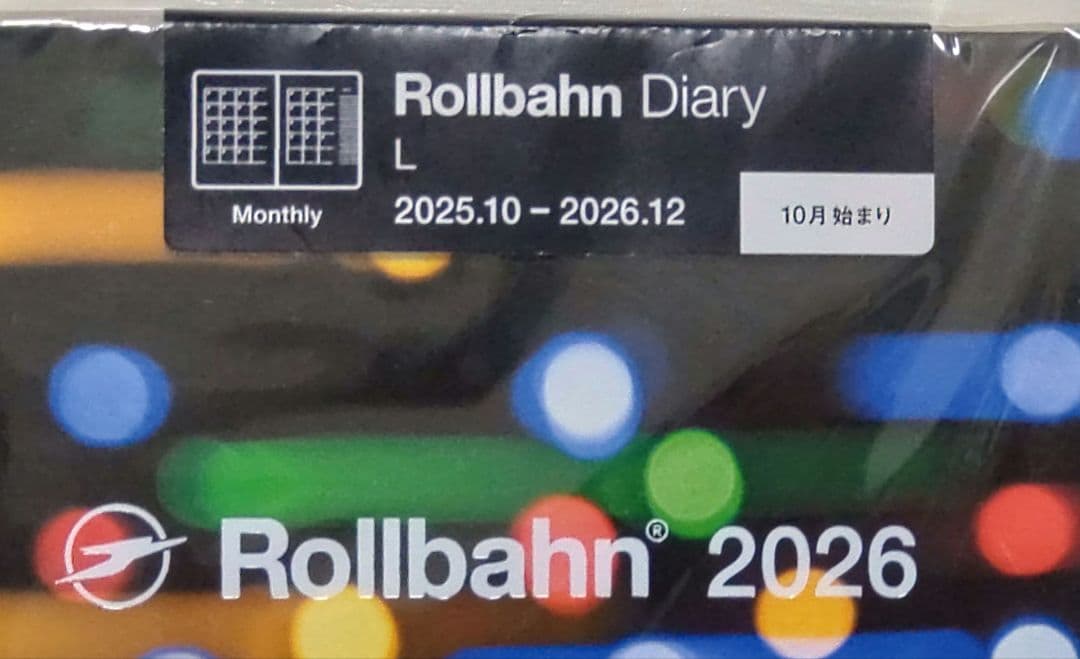 Rollbahn Diary
L
Monthly
2025.10 – 2026.12
10月始まり
Rollbahn® 2026